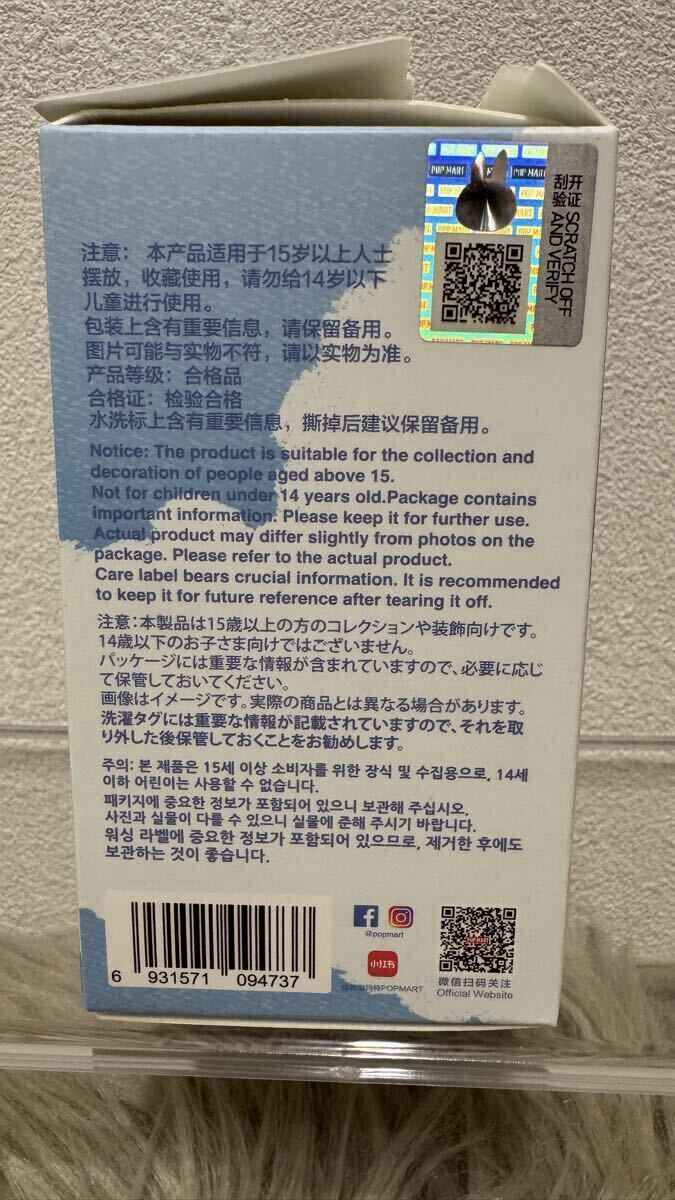 POP MART
刮开验证 SCRATCH OFF AND VERIFY
注意： 本产品适用于15岁以上人士
摆放，收藏使用，请勿给14岁以下
儿童进行使用。
包装上含有重要信息，请保留备用。
图片可能与实物不符，请以实物为准。
产品等级：合格品
合格证：检验合格
水洗标上含有重要信息，撕掉后建议保留备用。
Notice: The product is suitable for the collection and
decoration of people aged above 15.
Not for children under 14 years old.Package contains
important information. Please keep it for further use.
Actual product may differ slightly from photos on the
package. Please refer to the actual product.
Care label bears crucial information. It is recommended
to keep it for future reference after tearing it off.
注意:本製品は15歳以上の方のコレクションや装飾向けです。
14歳以下のお子さま向けではございません。
パッケージには重要な情報が含まれていますので、必要に応じ
て保管しておいてください。
画像はイメージです。実際の商品とは異なる場合があります。
洗濯タグには重要な情報が記載されていますので、それを取
り外した後保管しておくことをお勧めします。
주의: 본 제품은 15세 이상 소비자를 위한 장식 및 수집용으로, 14세
이하 어린이는 사용할 수 없습니다.
패키지에 중요한 정보가 포함되어 있으니 보관해 주십시오.
사진과 실물이 다를 수 있으니 실물에 준해 주시기 바랍니다.
워싱 라벨에 중요한 정보가 포함되어 있으므로, 제거한 후에도
보관하는 것이 좋습니다.
6 931571 094737
@popmart
小红书
@泡泡玛特POPMART
POP MART
微信扫码关注
Official Website